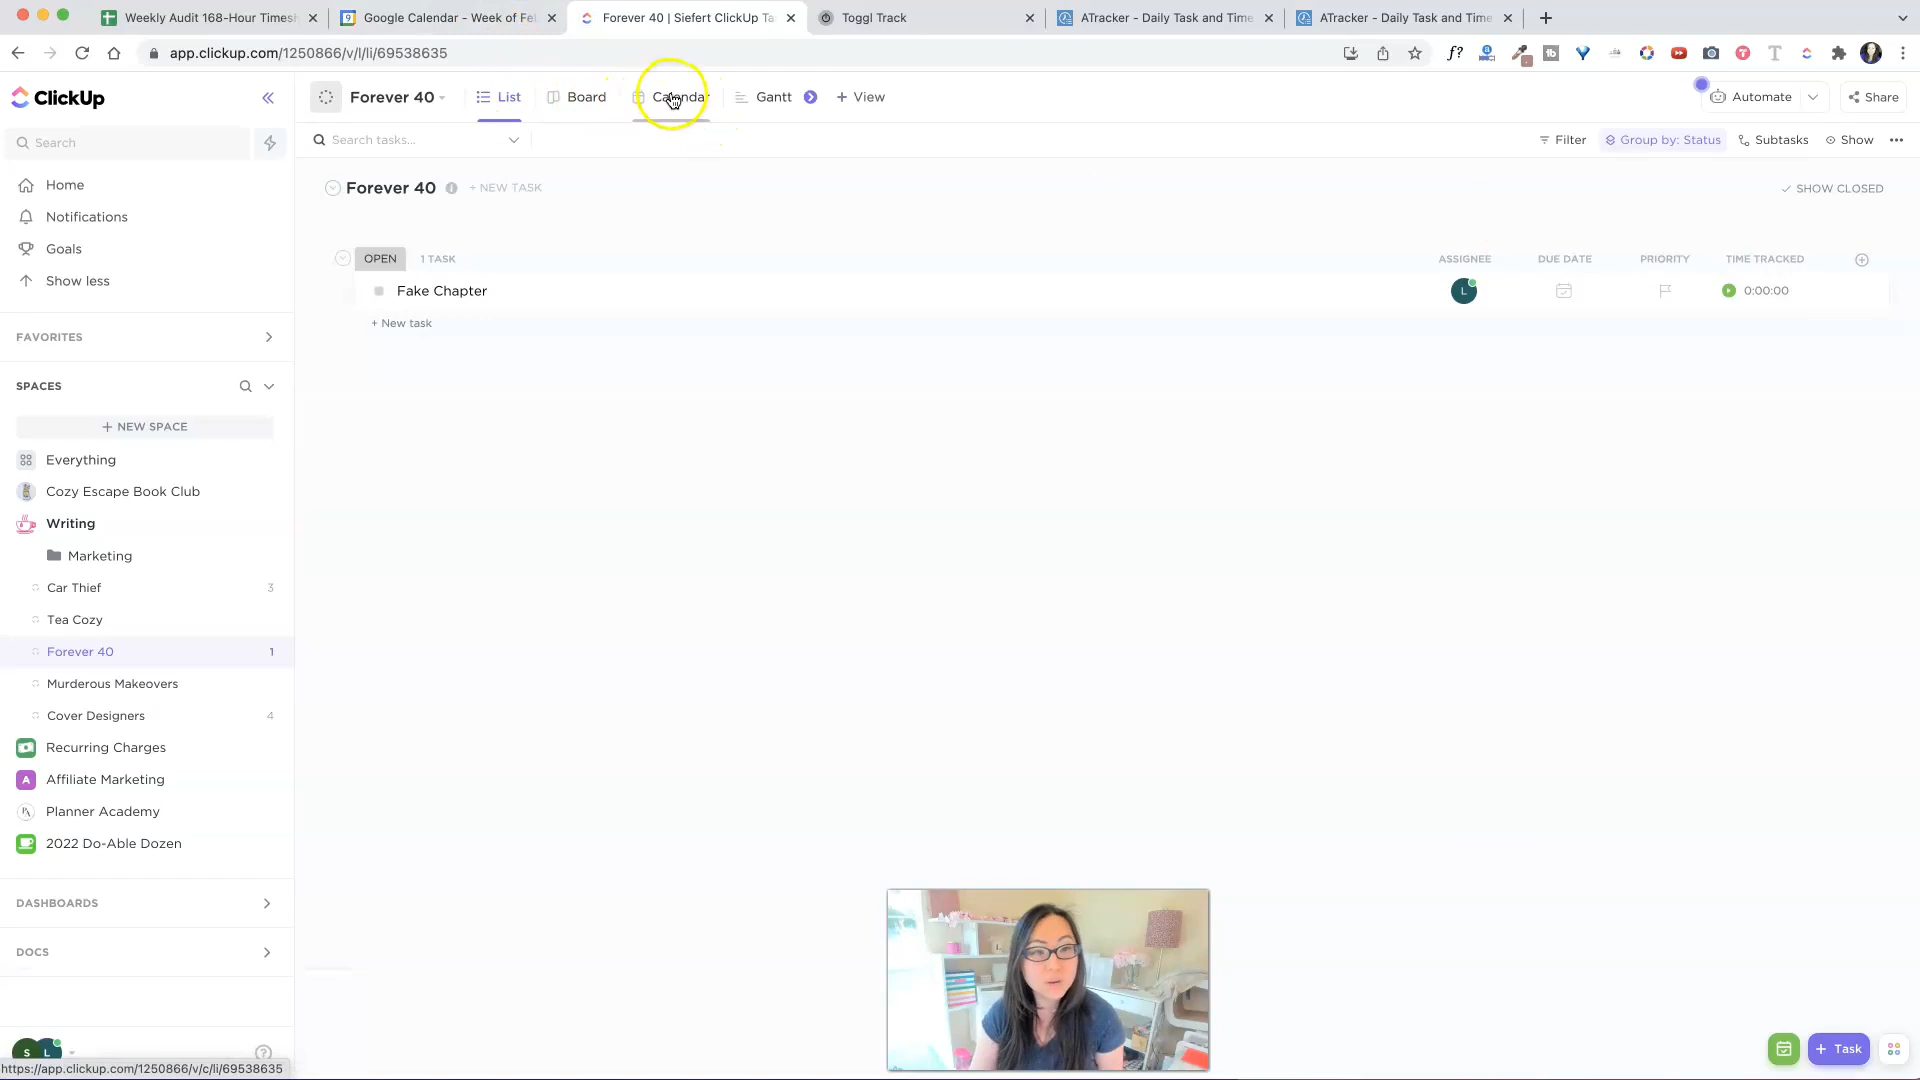 Weekly Audit 168-Hour Timesh
Google Calendar - Week of Fe
Forever 40 | Siefert ClickUp Ta
Toggl Track
ATracker - Daily Task and Time
ATracker - Daily Task and Time
app.clickup.com/1250866/v/l/li/69538635
ClickUp
Forever 40
List
Board
Calendar
Gantt
+ View
Automate
Share
Search
Search tasks...
Filter
Group by: Status
Subtasks
Show
Home
Notifications
Goals
Show less
Forever 40
+ NEW TASK
SHOW CLOSED
OPEN
1 TASK
ASSIGNEE
DUE DATE
PRIORITY
TIME TRACKED
Fake Chapter
L
0:00:00
+ New task
FAVORITES
SPACES
+ NEW SPACE
Everything
Cozy Escape Book Club
Writing
Marketing
Car Thief 3
Tea Cozy
Forever 40 1
Murderous Makeovers
Cover Designers 4
Recurring Charges
A Affiliate Marketing
Planner Academy
2022 Do-Able Dozen
DASHBOARDS
DOCS
S L
+ Task
https://app.clickup.com/1250866/v/c/li/69538635